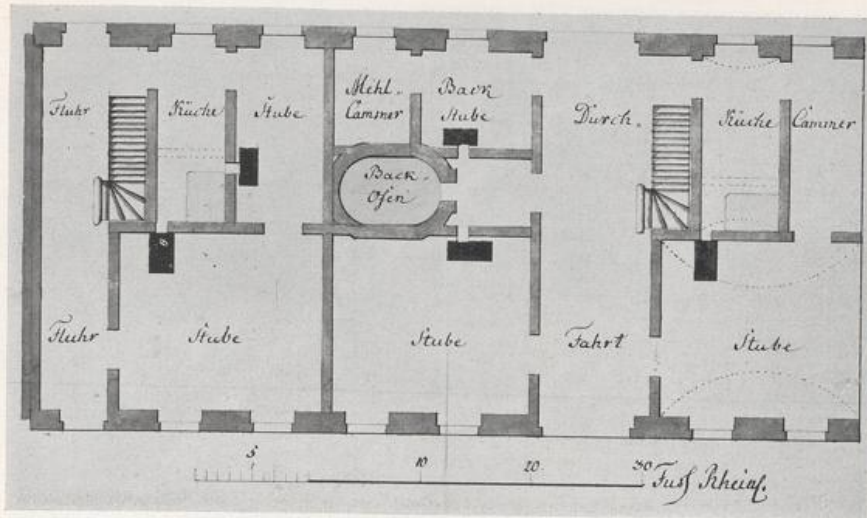 Fluhr
Küche
Stube
Mehl-
Cammer
Back
Stube
Durch-
Küche
Cammer
Back-
Ofen
Fluhr
Stube
Stube
Fahrt
Stube
5 10 20 30 Fuss Rheinl.